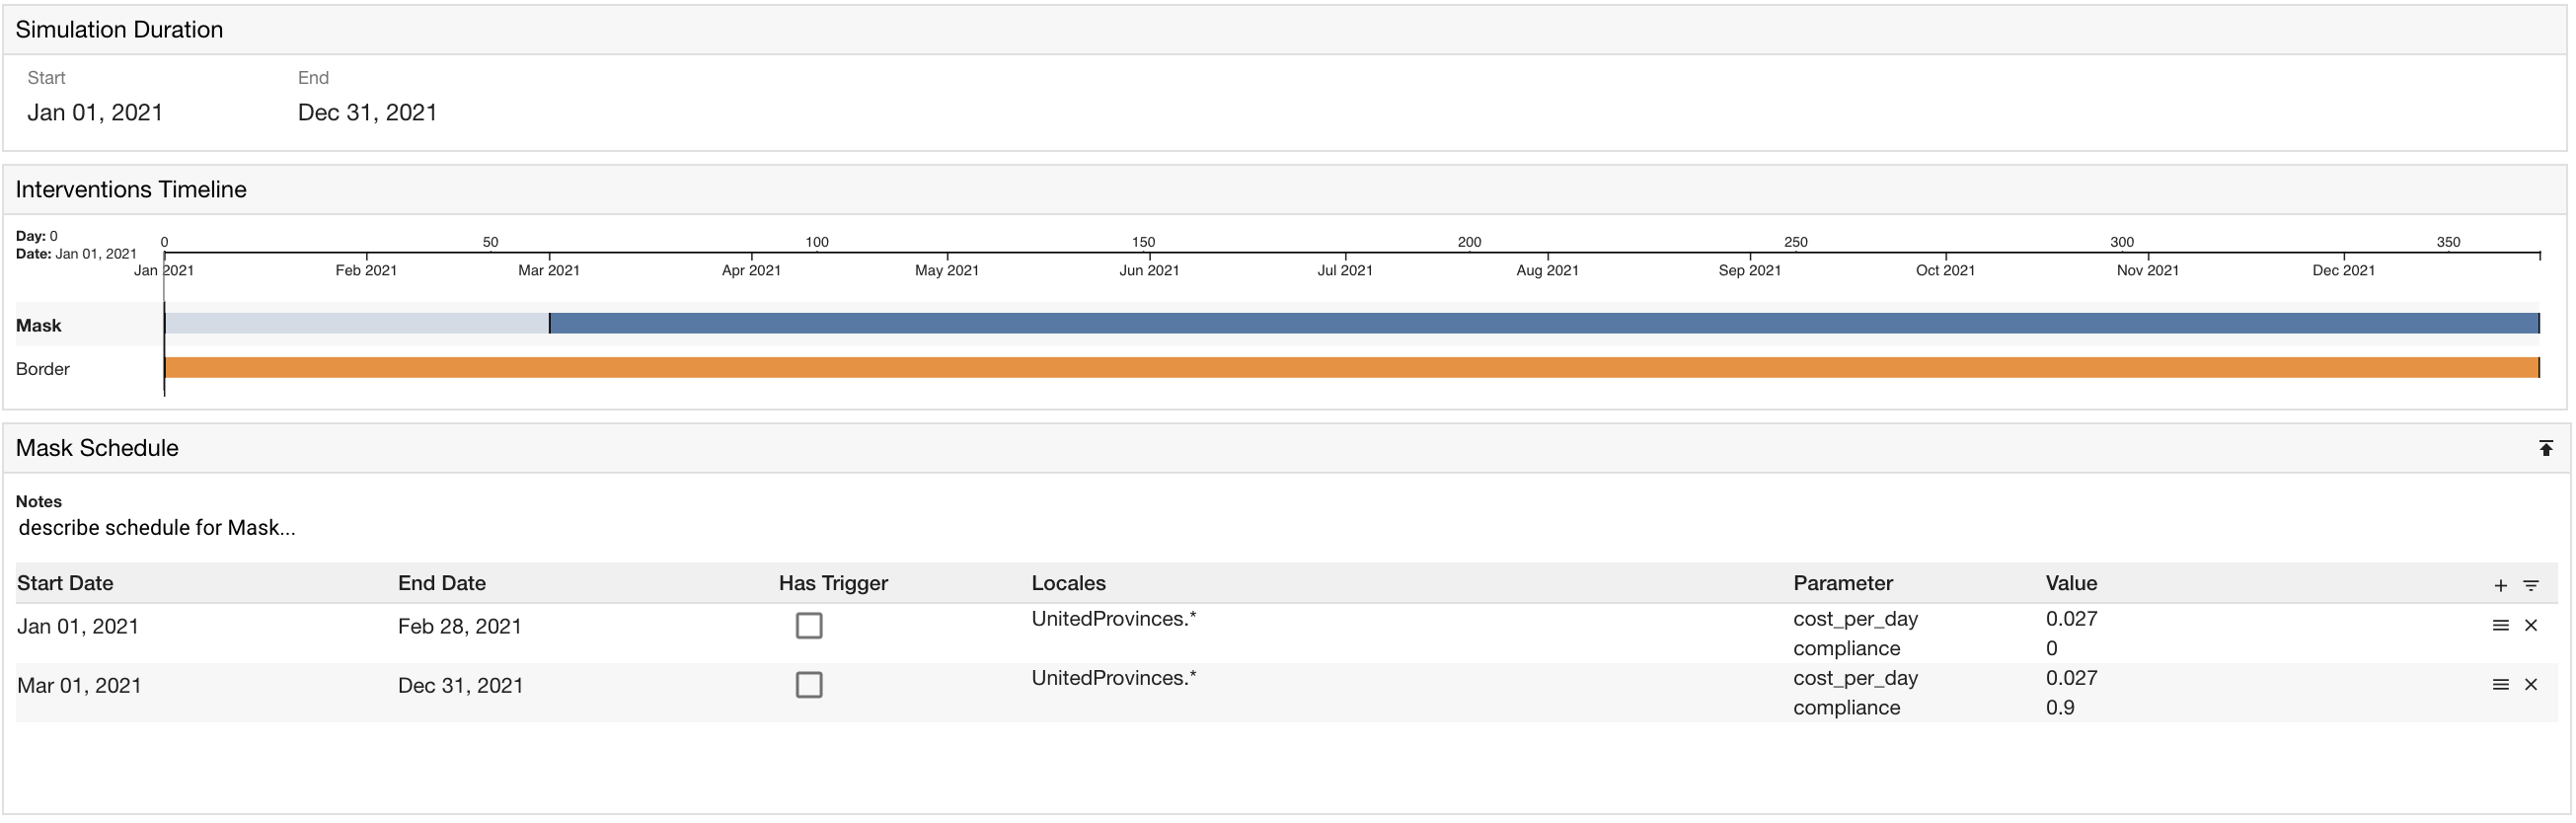 Simulation Duration
Start End
Jan 01, 2021 Dec 31, 2021
Interventions Timeline
Day: 0
Date: Jan 01, 2021
0 50 100 150 200 250 300 350
Jan 2021 Feb 2021 Mar 2021 Apr 2021 May 2021 Jun 2021 Jul 2021 Aug 2021 Sep 2021 Oct 2021 Nov 2021 Dec 2021
Mask
Border
Mask Schedule
Notes
describe schedule for Mask...
Start Date End Date Has Trigger Locales Parameter Value
Jan 01, 2021 Feb 28, 2021 UnitedProvinces.* cost_per_day 0.027
compliance 0
Mar 01, 2021 Dec 31, 2021 UnitedProvinces.* cost_per_day 0.027
compliance 0.9